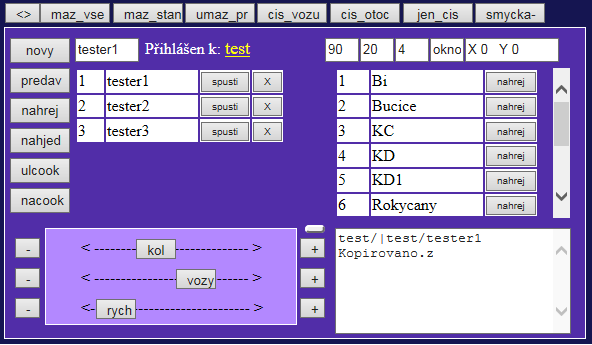 <> maz_vse maz_stan umaz_pr cis_vozu cis_otoc jen_cis smycka-
novy tester1 Přihlášen k: test 90 20 4 okno X 0 Y 0
predav 1 tester1 spusti X 1 Bi nahrej
nahrej 2 tester2 spusti X 2 Bucice nahrej
nahjed 3 tester3 spusti X 3 KC nahrej
ulcook 4 KD nahrej
nacook 5 KD1 nahrej
6 Rokycany nahrej
- < kol > +
- < vozy > +
- < rych > +
test/|test/tester1
Kopirovano.z